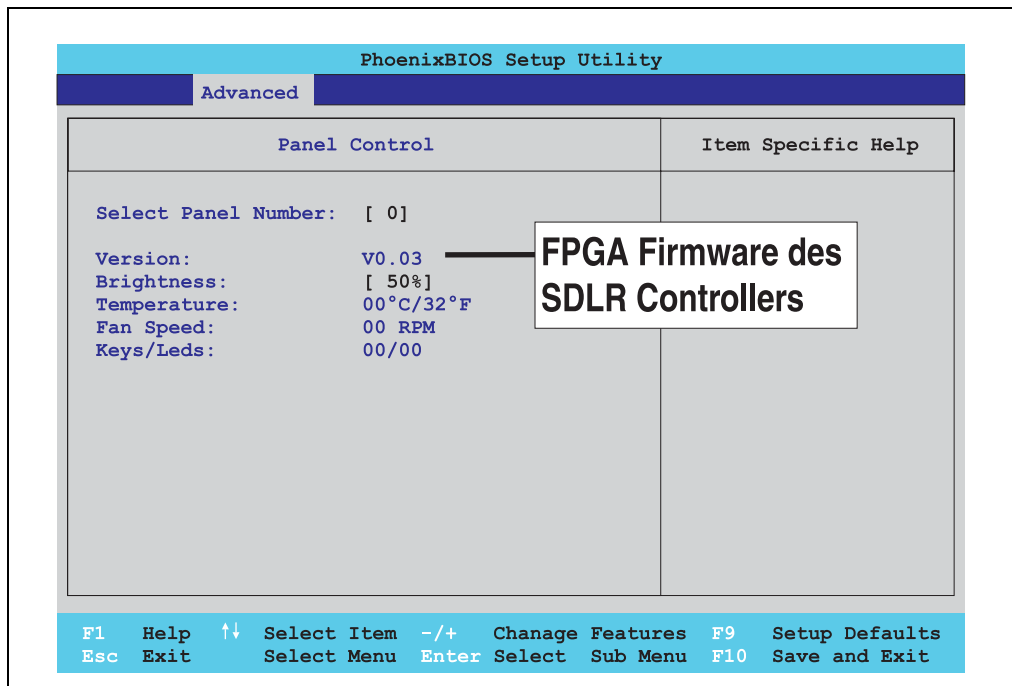 PhoenixBIOS Setup Utility
Advanced
Panel Control
Item Specific Help
Select Panel Number: [ 0]
Version: V0.03
FPGA Firmware des
SDLR Controllers
Brightness: [ 50%]
Temperature: 00°C/32°F
Fan Speed: 00 RPM
Keys/Leds: 00/00
F1 Help ↑↓ Select Item -/+ Chanage Features F9 Setup Defaults
Esc Exit Select Menu Enter Select Sub Menu F10 Save and Exit